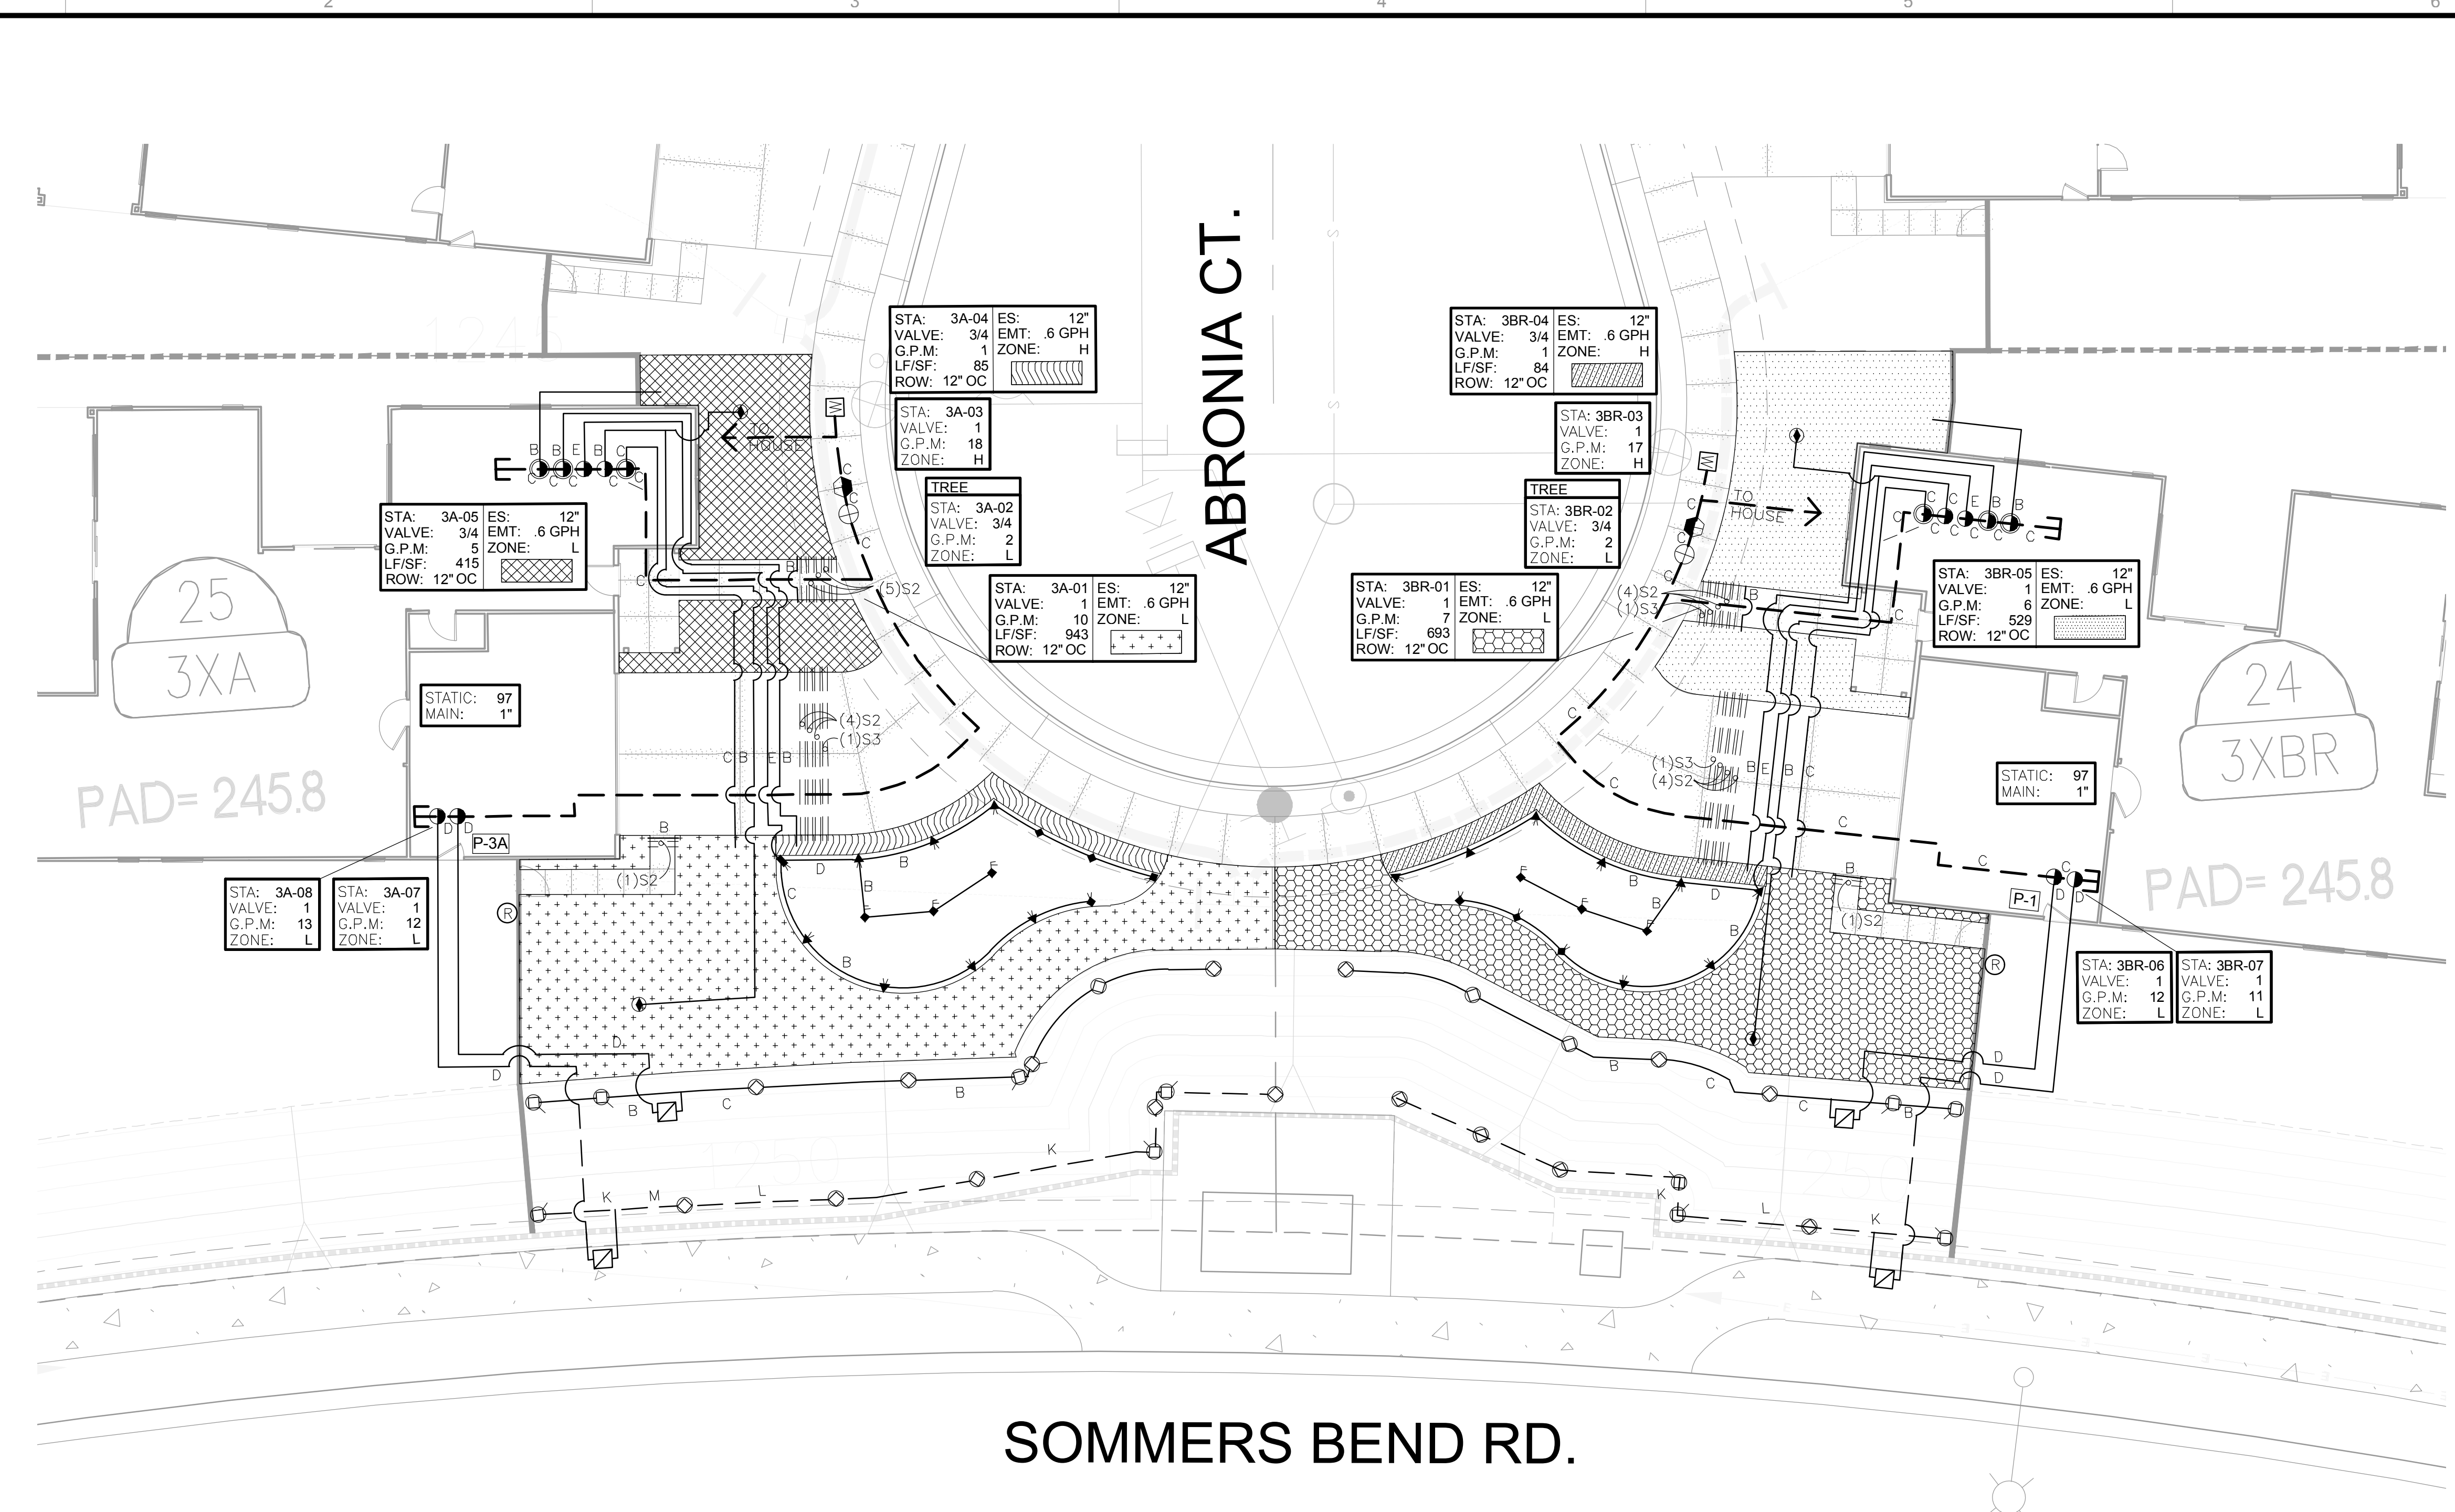 2
3
4
5
6
ABRONIA CT.
STA: 3A-04 ES: 12"
VALVE: 3/4 EMT: .6 GPH
G.P.M: 1 ZONE: H
LF/SF: 85
ROW: 12" OC
STA: 3A-03
VALVE: 1
G.P.M: 18
ZONE: H
TREE
STA: 3A-02
VALVE: 3/4
G.P.M: 2
ZONE: L
STA: 3A-01 ES: 12"
VALVE: 1 EMT: .6 GPH
G.P.M: 10 ZONE: L
LF/SF: 943
ROW: 12" OC
STA: 3BR-04 ES: 12"
VALVE: 3/4 EMT: .6 GPH
G.P.M: 1 ZONE: H
LF/SF: 84
ROW: 12" OC
STA: 3BR-03
VALVE: 1
G.P.M: 17
ZONE: H
TREE
STA: 3BR-02
VALVE: 3/4
G.P.M: 2
ZONE: L
STA: 3BR-01 ES: 12"
VALVE: 1 EMT: .6 GPH
G.P.M: 7 ZONE: L
LF/SF: 693
ROW: 12" OC
STA: 3A-05 ES: 12"
VALVE: 3/4 EMT: .6 GPH
G.P.M: 5 ZONE: L
LF/SF: 415
ROW: 12" OC
STA: 3BR-05 ES: 12"
VALVE: 1 EMT: .6 GPH
G.P.M: 6 ZONE: L
LF/SF: 529
ROW: 12" OC
TO
HOUSE
TO
HOUSE
B B E B C
C C C C C
C C E B B
C C C C C
(5)S2
(4)S2
(1)S3
(4)S2
(1)S3
(1)S3
(4)S2
25
3XA
PAD= 245.8
24
3XBR
PAD= 245.8
STATIC: 97
MAIN: 1"
STATIC: 97
MAIN: 1"
C B E B
B E B C
P-3A
P-1
(1)S2
(1)S2
R
R
STA: 3A-08
VALVE: 1
G.P.M: 13
ZONE: L
STA: 3A-07
VALVE: 1
G.P.M: 12
ZONE: L
STA: 3BR-06
VALVE: 1
G.P.M: 12
ZONE: L
STA: 3BR-07
VALVE: 1
G.P.M: 11
ZONE: L
D
D
D
D
B C B
B C C B
K M L K
K L K
SOMMERS BEND RD.